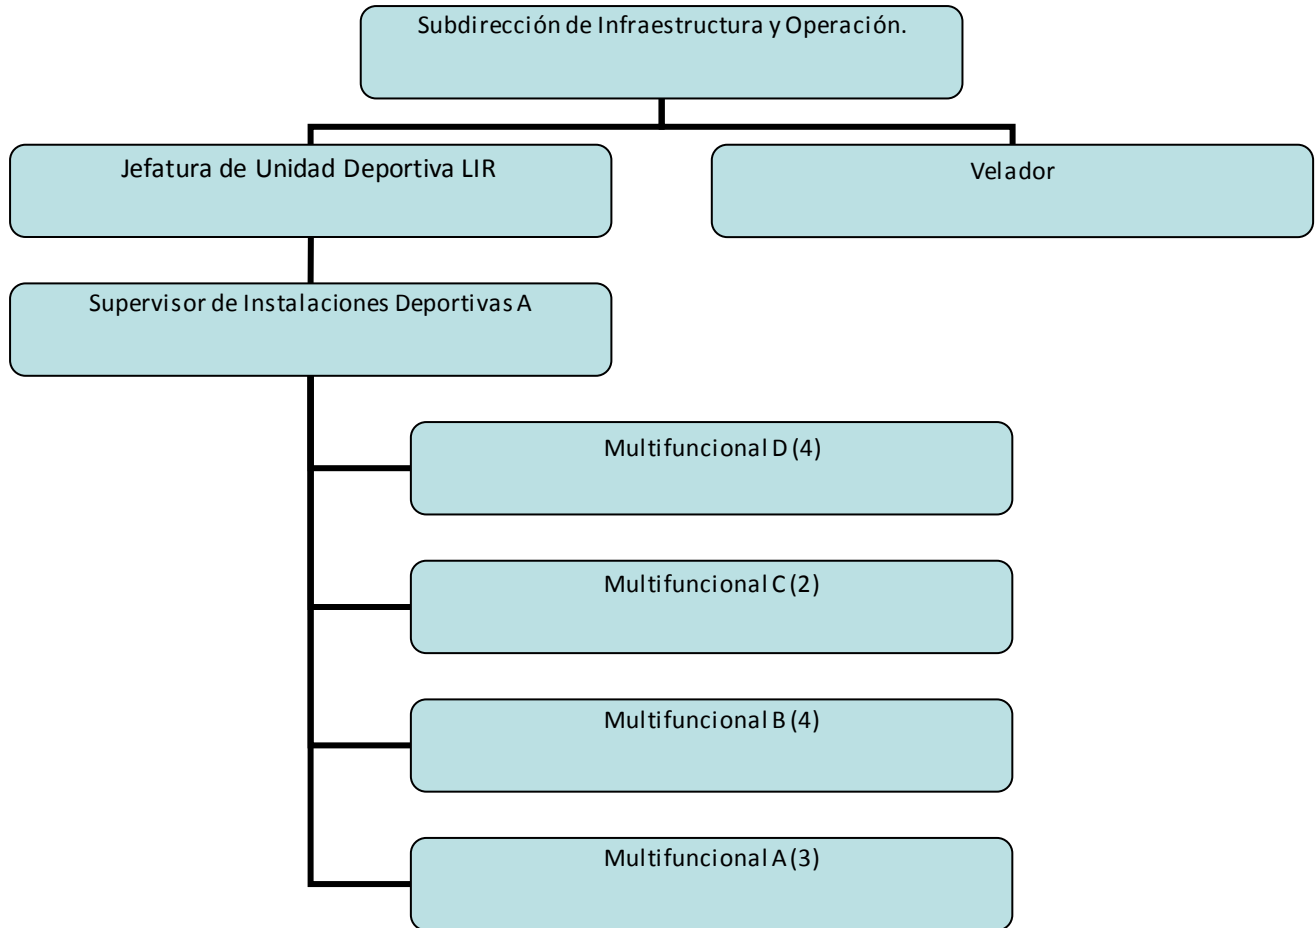 Subdirección de Infraestructura y Operación.
Jefatura de Unidad Deportiva LIR
Velador
Supervisor de Instalaciones Deportivas A
Multifuncional D (4)
Multifuncional C (2)
Multifuncional B (4)
Multifuncional A (3)